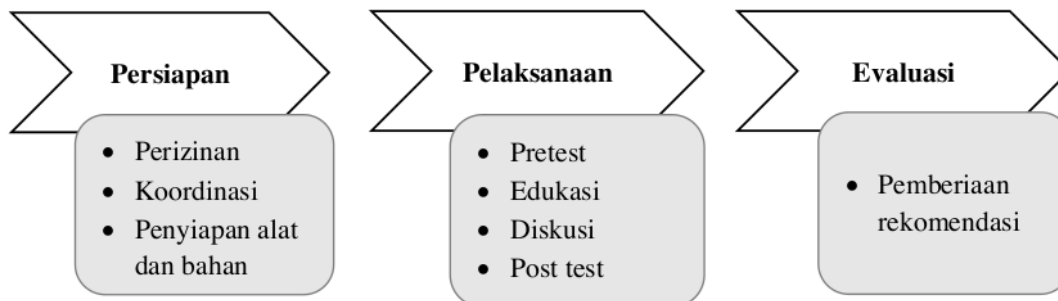 Persiapan
• Perizinan
• Koordinasi
• Penyiapan alat
dan bahan
Pelaksanaan
• Pretest
• Edukasi
• Diskusi
• Post test
Evaluasi
• Pemberiaan
rekomendasi